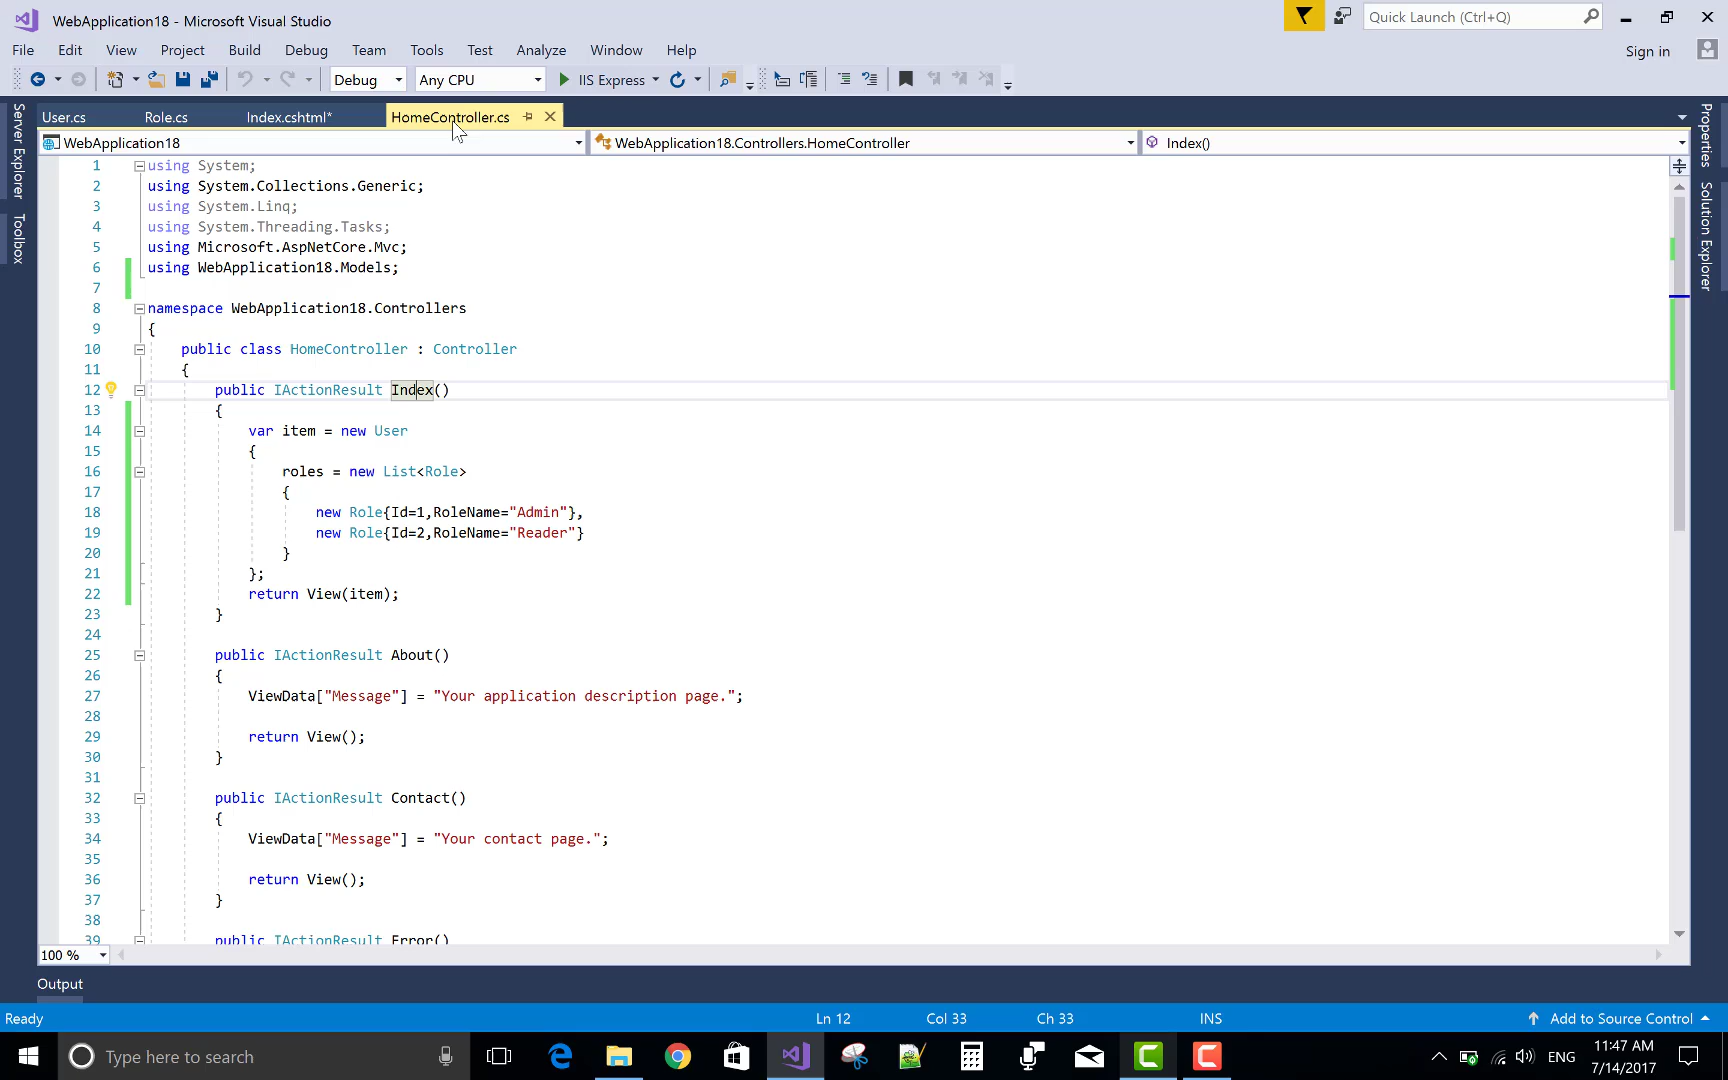 WebApplication18 - Microsoft Visual Studio
Quick Launch (Ctrl+Q)
File Edit View Project Build Debug Team Tools Test Analyze Window Help
Sign in
Debug Any CPU IIS Express
User.cs Role.cs Index.cshtml* HomeController.cs
WebApplication18 WebApplication18.Controllers.HomeController Index()
Server Explorer
Toolbox
Properties
Solution Explorer
1 using System;
2 using System.Collections.Generic;
3 using System.Linq;
4 using System.Threading.Tasks;
5 using Microsoft.AspNetCore.Mvc;
6 using WebApplication18.Models;
7
8 namespace WebApplication18.Controllers
9 {
10 public class HomeController : Controller
11 {
12 public IActionResult Index()
13 {
14 var item = new User
15 {
16 roles = new List<Role>
17 {
18 new Role{Id=1,RoleName="Admin"},
19 new Role{Id=2,RoleName="Reader"}
20 }
21 };
22 return View(item);
23 }
24
25 public IActionResult About()
26 {
27 ViewData["Message"] = "Your application description page.";
28
29 return View();
30 }
31
32 public IActionResult Contact()
33 {
34 ViewData["Message"] = "Your contact page.";
35
36 return View();
37 }
38
39 public IActionResult Error()
100 %
Output
Ready Ln 12 Col 33 Ch 33 INS Add to Source Control
Type here to search
ENG
11:47 AM
7/14/2017